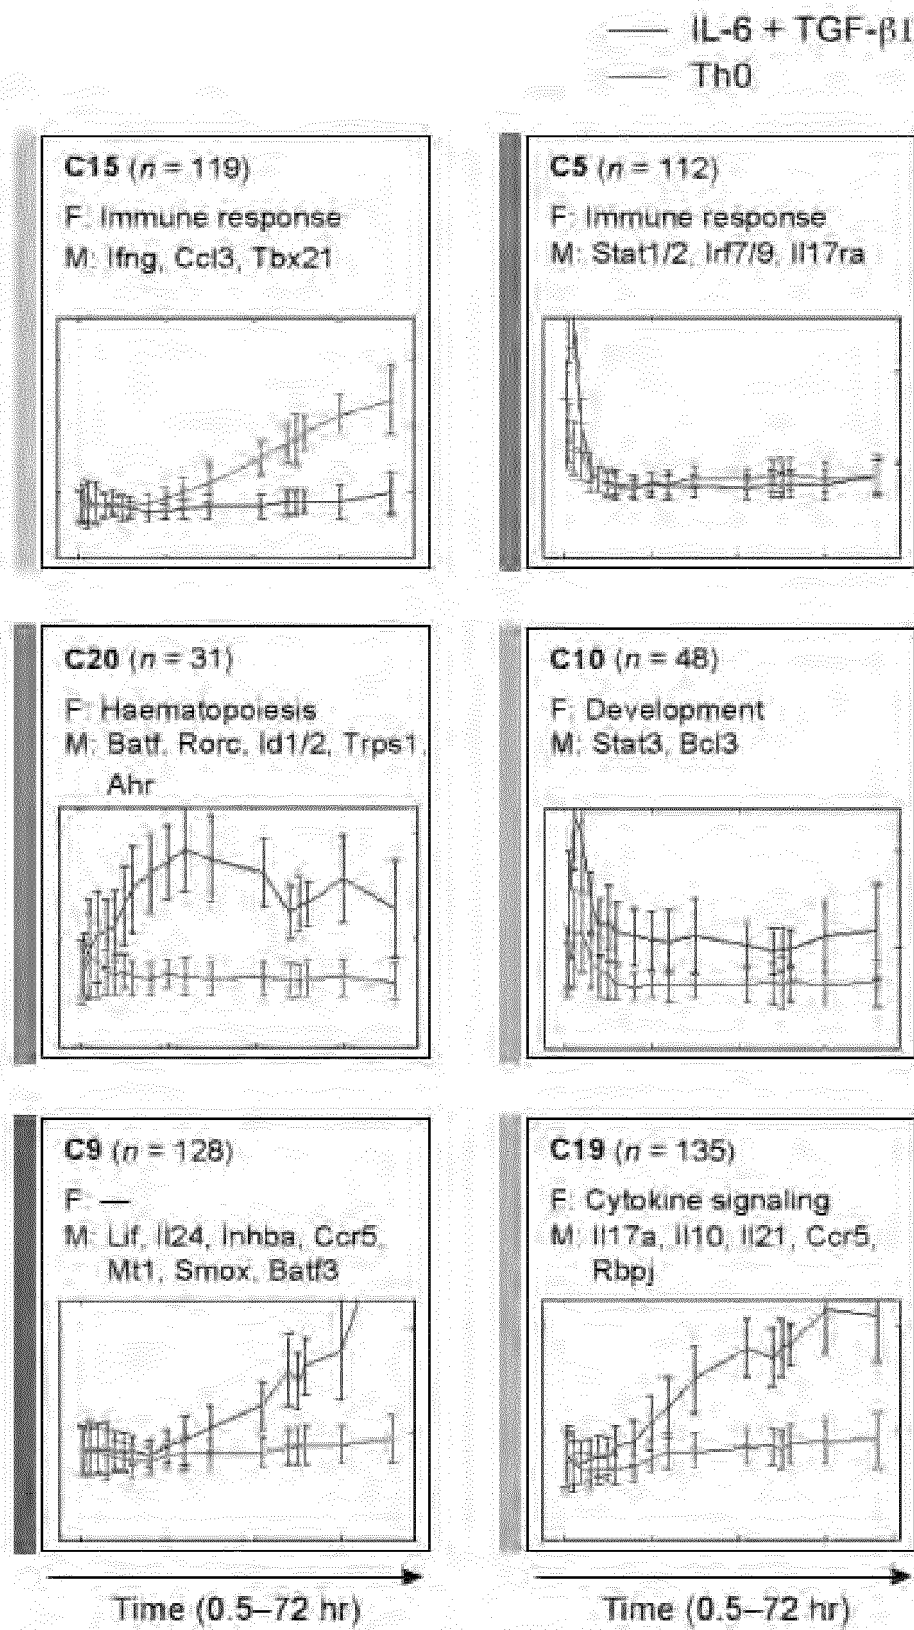 IL-6 + TGF-β1
Th0
C15 (n = 119)
F: Immune response
M: Ifng, Ccl3, Tbx21
C5 (n = 112)
F: Immune response
M: Stat1/2, Irf7/9, Il17ra
C20 (n = 31)
F: Haematopoiesis
M: Batf, Rorc, Id1/2, Trps1,
Ahr
C10 (n = 48)
F: Development
M: Stat3, Bcl3
C9 (n = 128)
F: —
M: Lif, Il24, Inhba, Ccr5,
Mt1, Smox, Batf3
C19 (n = 135)
F: Cytokine signaling
M: Il17a, Il10, Il21, Ccr5,
Rbpj
Time (0.5–72 hr)
Time (0.5–72 hr)